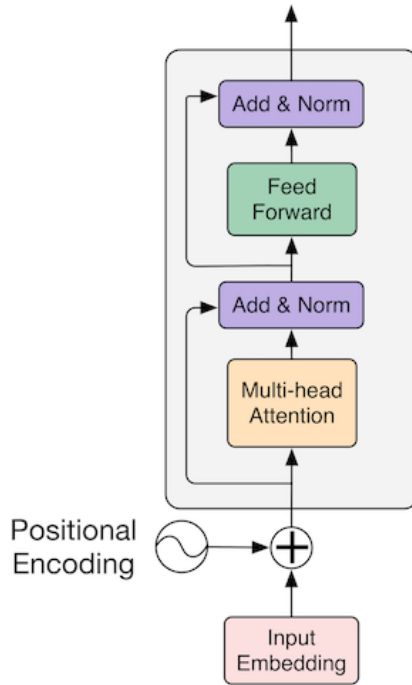 Add & Norm
Feed
Forward
Add & Norm
Multi-head
Attention
Positional
Encoding
Input
Embedding